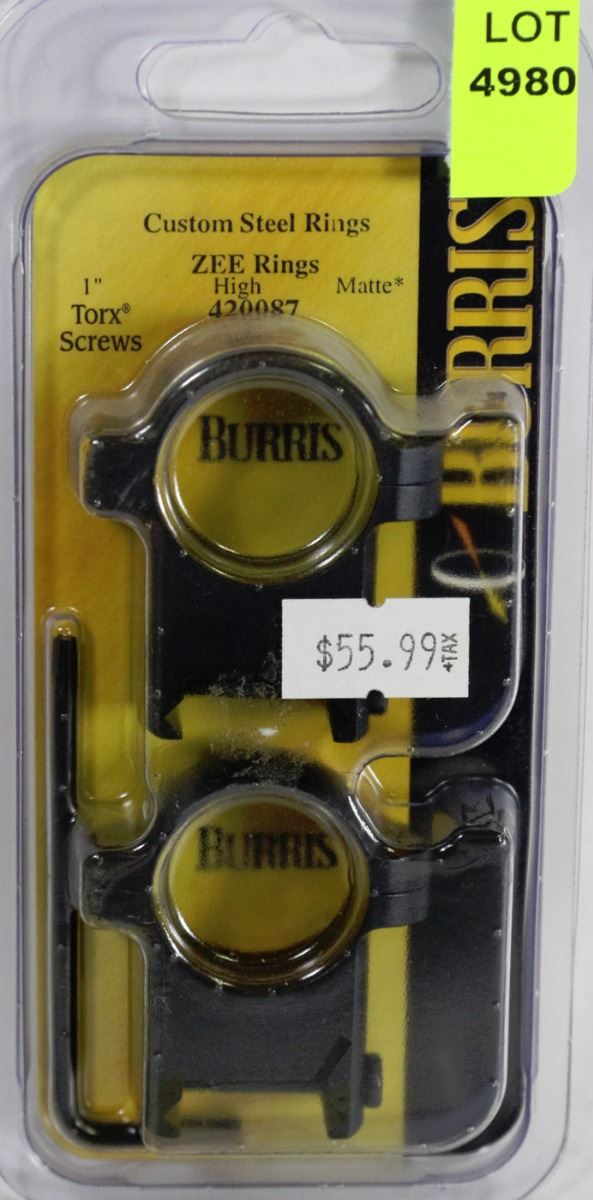 LOT
4980
Custom Steel Rings
ZEE Rings
1" High Matte*
Torx® 420087
Screws
BURRIS
BURRIS
$55.99 +TAX
BURRIS